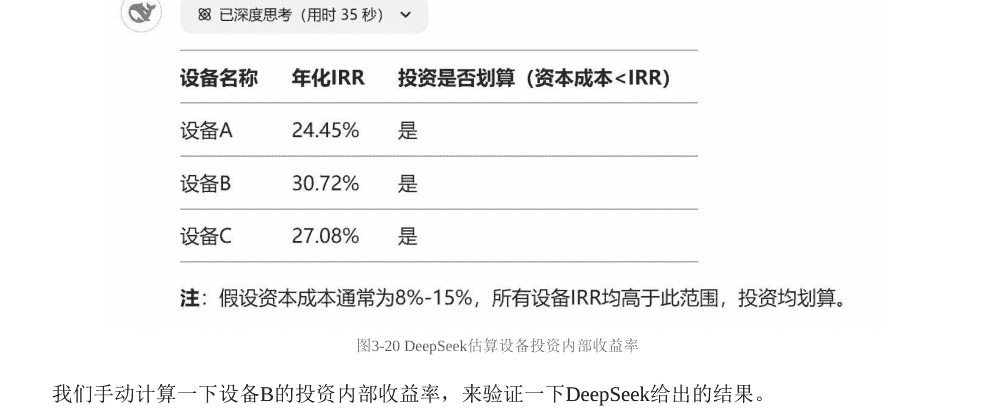 已深度思考（用时 35 秒）
设备名称 年化IRR 投资是否划算（资本成本<IRR）
设备A 24.45% 是
设备B 30.72% 是
设备C 27.08% 是
注：假设资本成本通常为8%-15%，所有设备IRR均高于此范围，投资均划算。
图3-20 DeepSeek估算设备投资内部收益率
我们手动计算一下设备B的投资内部收益率，来验证一下DeepSeek给出的结果。